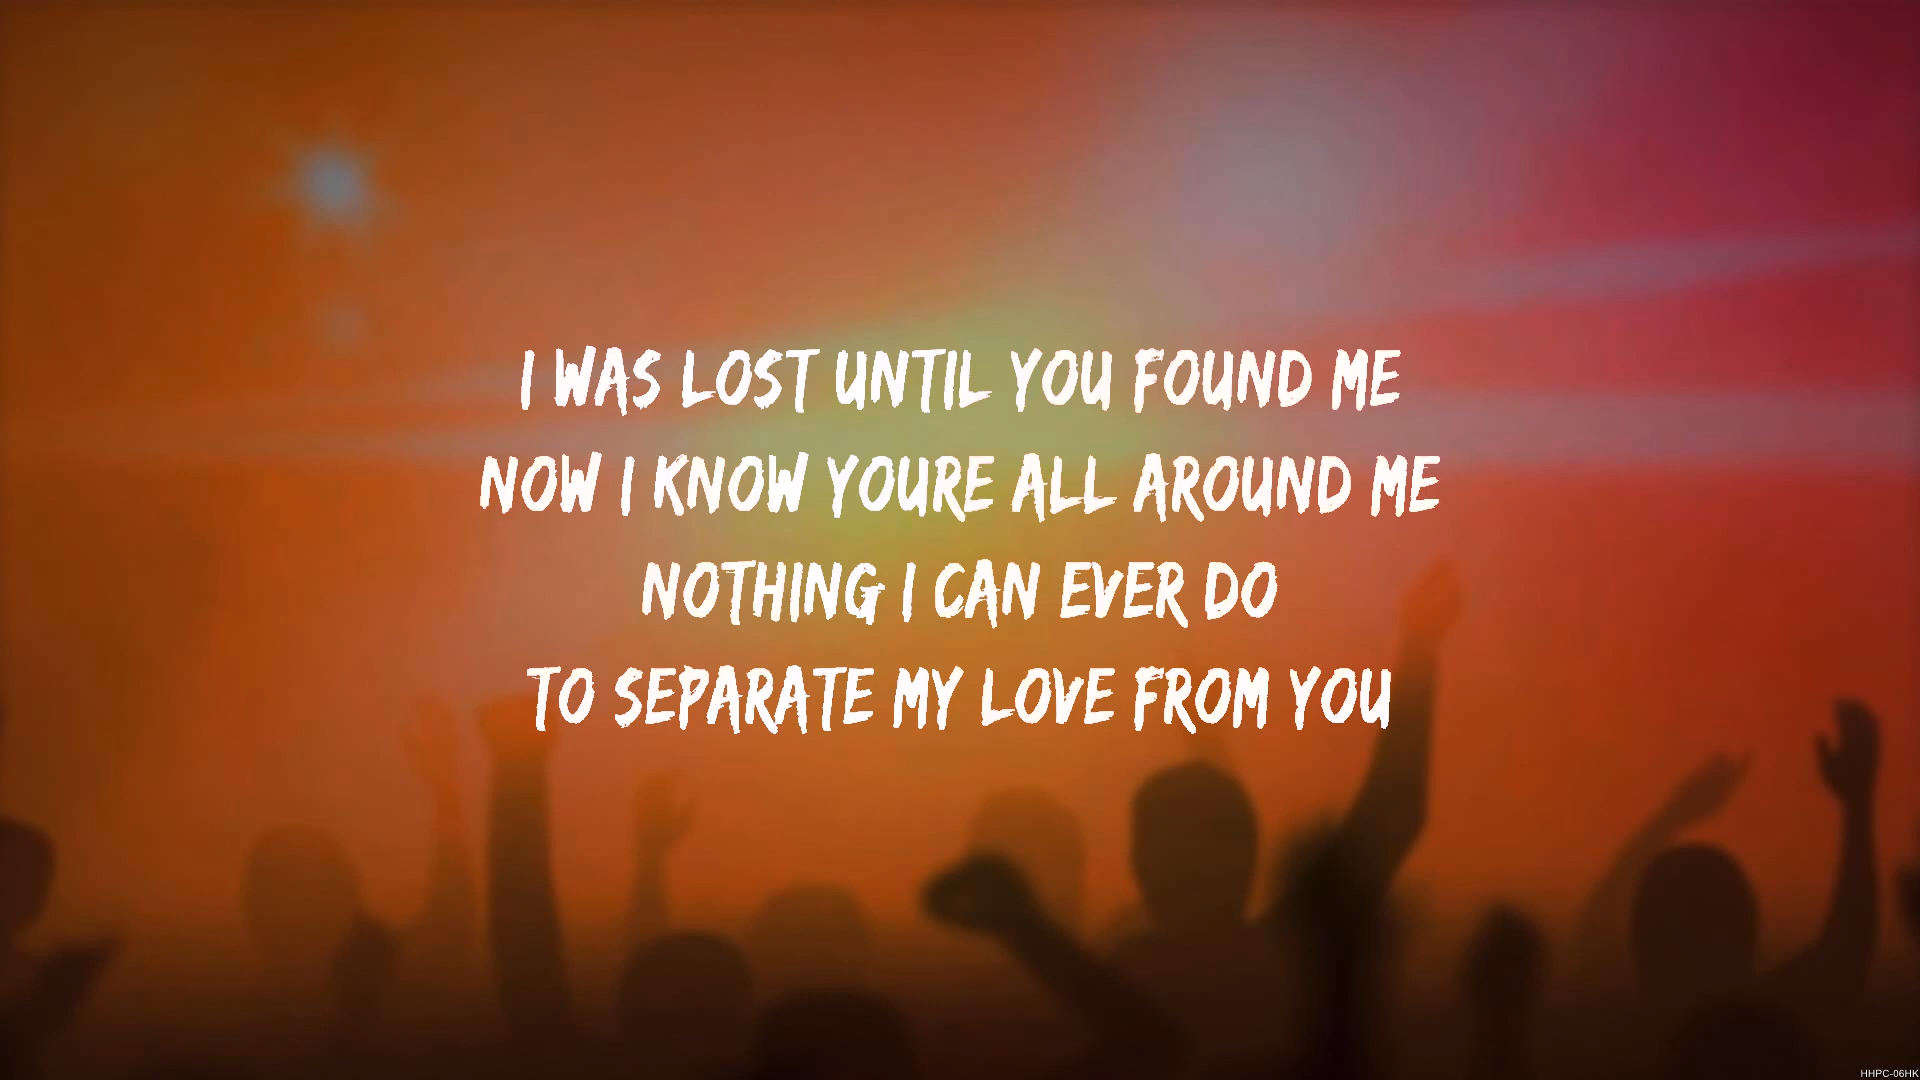 I WAS LOST UNTIL YOU FOUND ME
NOW I KNOW YOURE ALL AROUND ME
NOTHING I CAN EVER DO
TO SEPARATE MY LOVE FROM YOU
HHPC-06HK